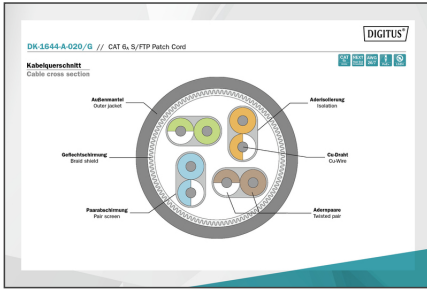 DIGITUS®
DK-1644-A-020/G // CAT 6A S/FTP Patch Cord
Kabelquerschnitt
Cable cross section
Außenmantel
Outer jacket
Aderisolierung
Isolation
Geflechtschirmung
Braid shield
Cu-Draht
Cu-Wire
Paarabschirmung
Pair screen
Aderspaare
Twisted pair